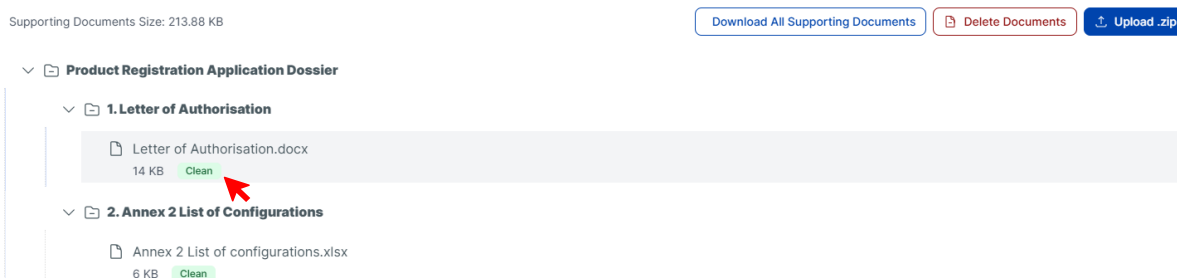 Supporting Documents Size: 213.88 KB
Download All Supporting Documents
Delete Documents
Upload .zip
Product Registration Application Dossier
1. Letter of Authorisation
Letter of Authorisation.docx
14 KB Clean
2. Annex 2 List of Configurations
Annex 2 List of configurations.xlsx
6 KB Clean